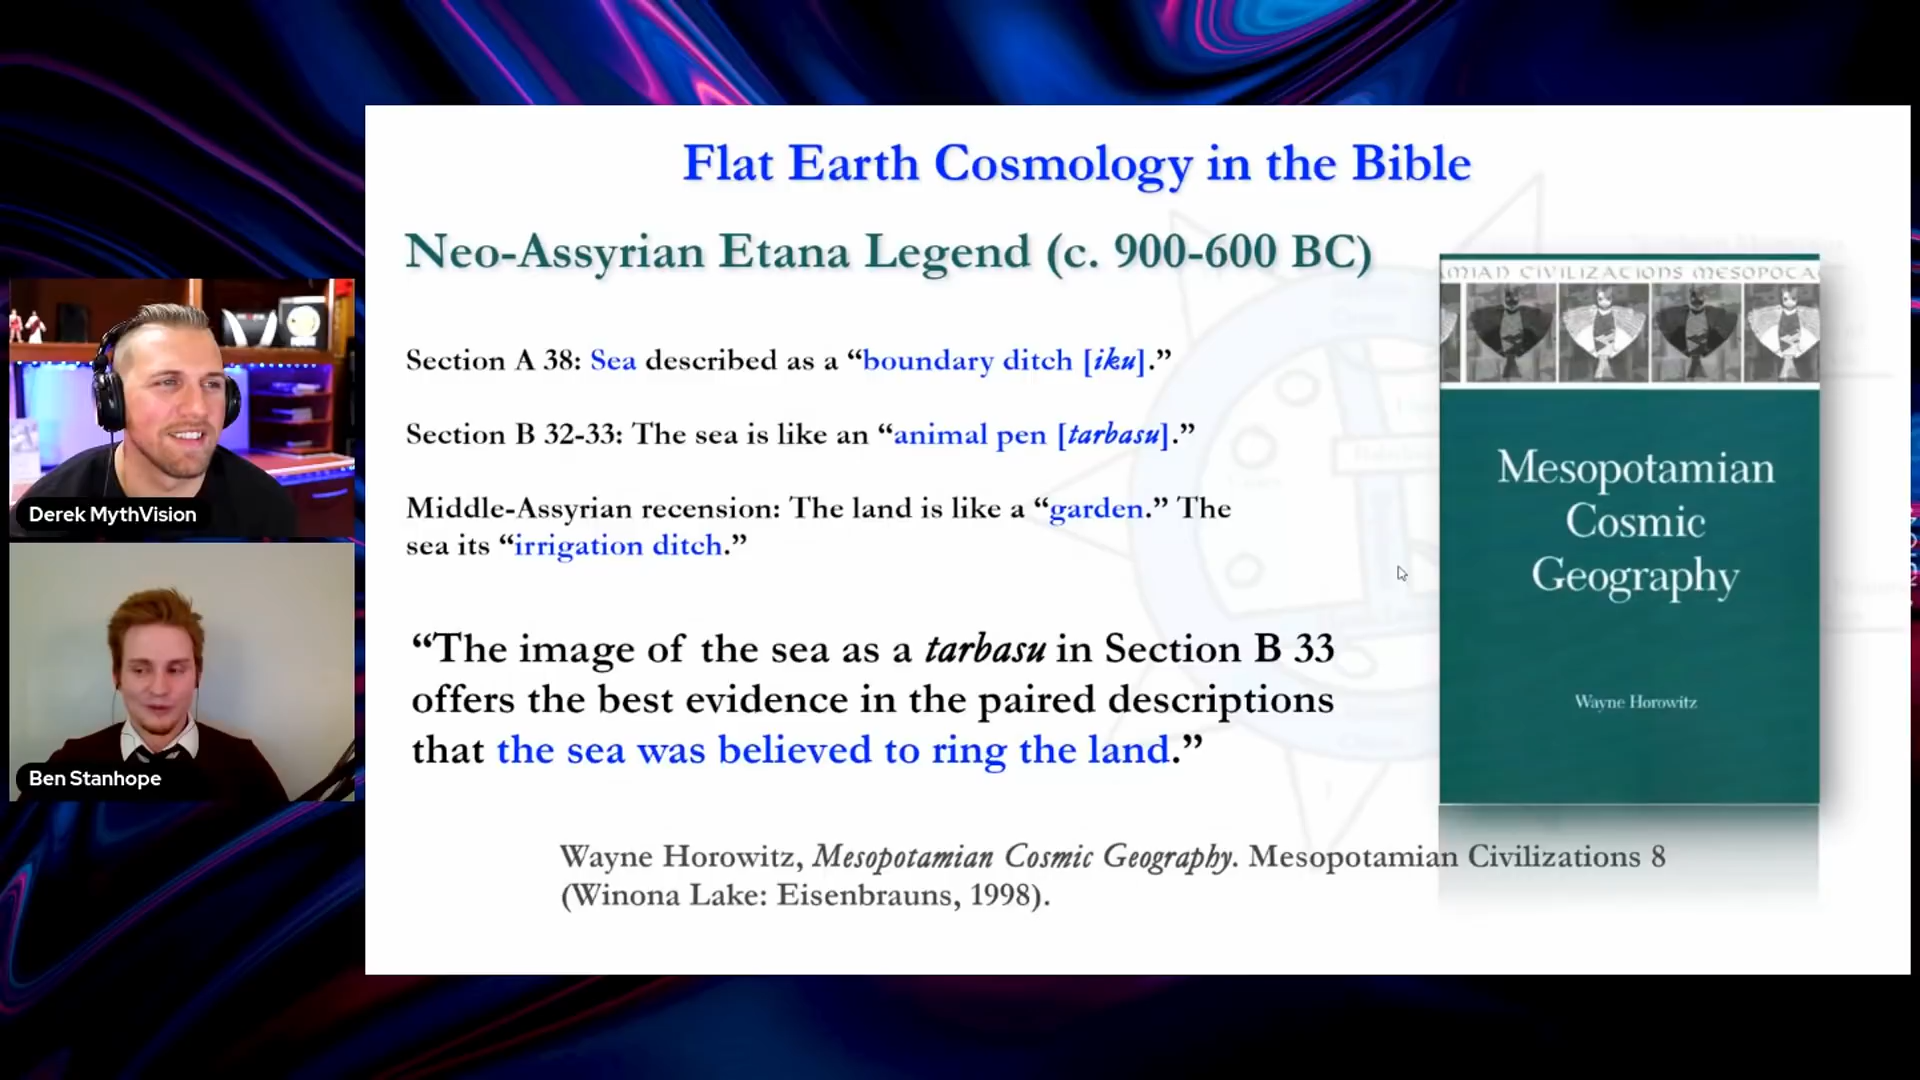 Flat Earth Cosmology in the Bible
Neo-Assyrian Etana Legend (c. 900-600 BC)
Section A 38: Sea described as a “boundary ditch [iku].”
Section B 32-33: The sea is like an “animal pen [tarbasu].”
Middle-Assyrian recension: The land is like a “garden.” The
sea its “irrigation ditch.”
“The image of the sea as a tarbasu in Section B 33
offers the best evidence in the paired descriptions
that the sea was believed to ring the land.”
Wayne Horowitz, Mesopotamian Cosmic Geography. Mesopotamian Civilizations 8
(Winona Lake: Eisenbrauns, 1998).
MIAN CIVILIZATIONS MESOPOTA
Mesopotamian
Cosmic
Geography
Wayne Horowitz
Derek MythVision
Ben Stanhope